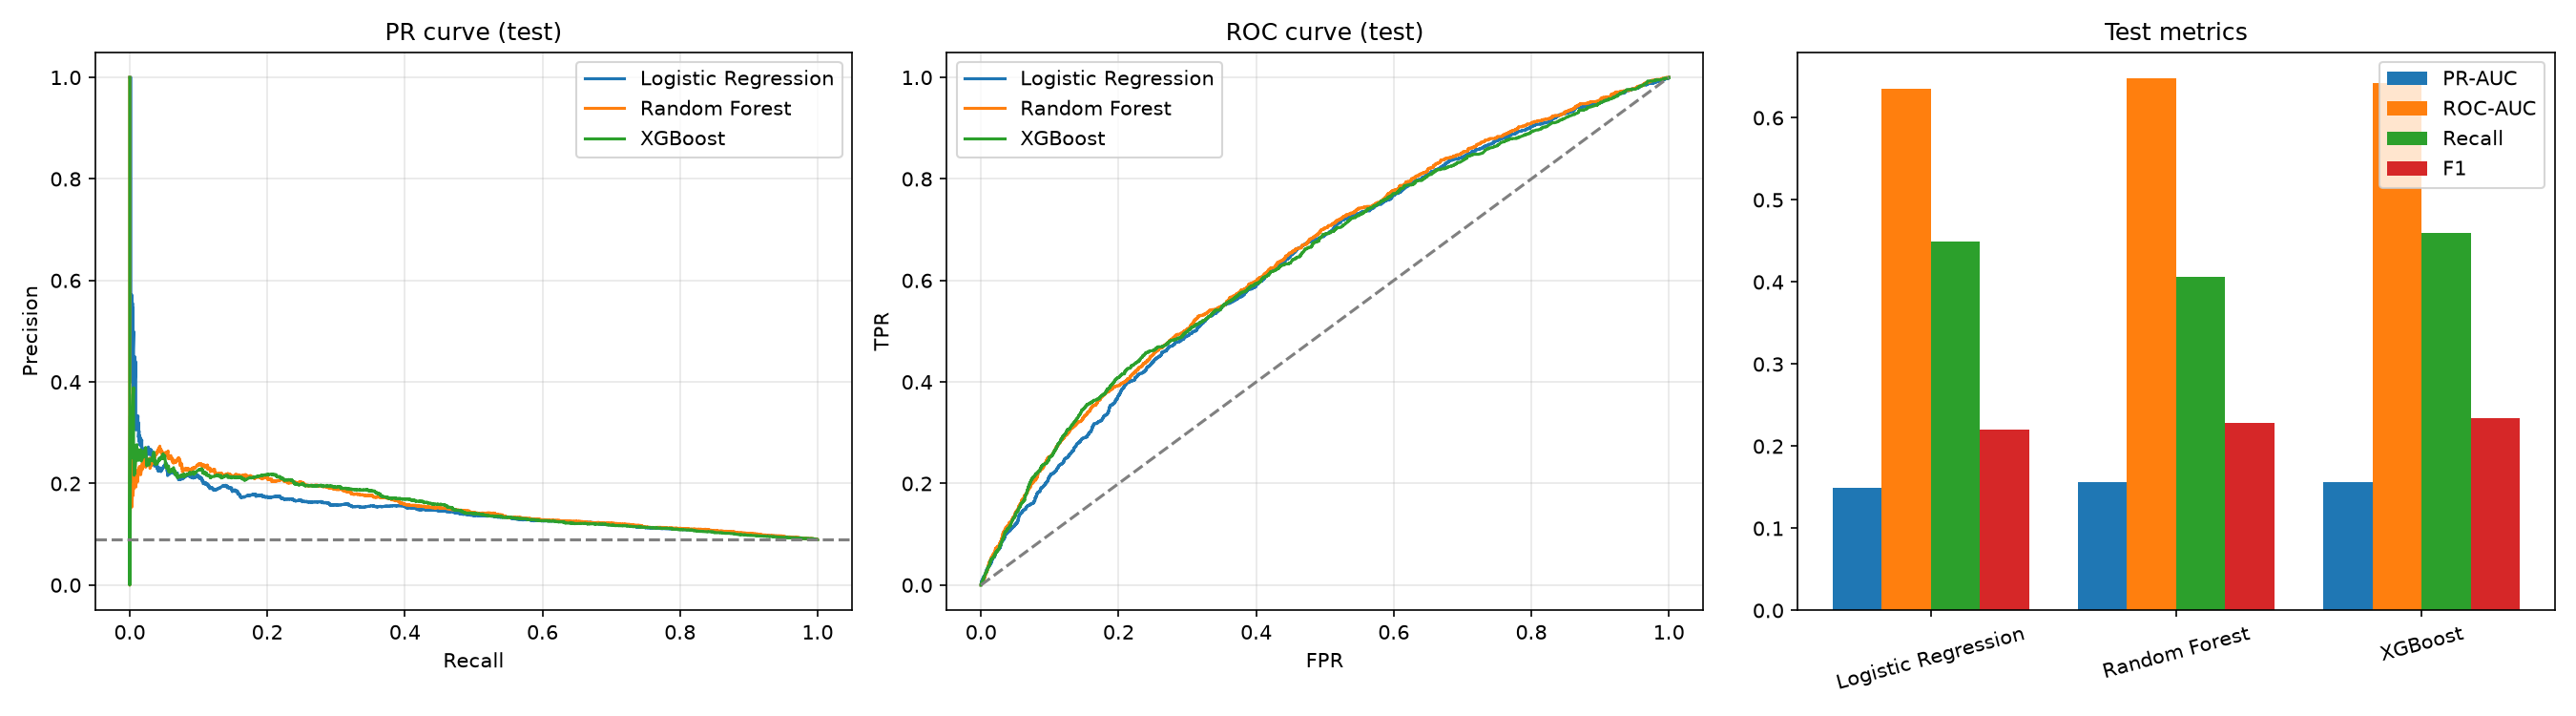 PR curve (test)
Precision
1.0
0.8
0.6
0.4
0.2
0.0
Logistic Regression
Random Forest
XGBoost
0.0 0.2 0.4 0.6 0.8 1.0
Recall
ROC curve (test)
TPR
1.0
0.8
0.6
0.4
0.2
0.0
Logistic Regression
Random Forest
XGBoost
0.0 0.2 0.4 0.6 0.8 1.0
FPR
Test metrics
0.6
0.5
0.4
0.3
0.2
0.1
0.0
PR-AUC
ROC-AUC
Recall
F1
Logistic Regression Random Forest XGBoost